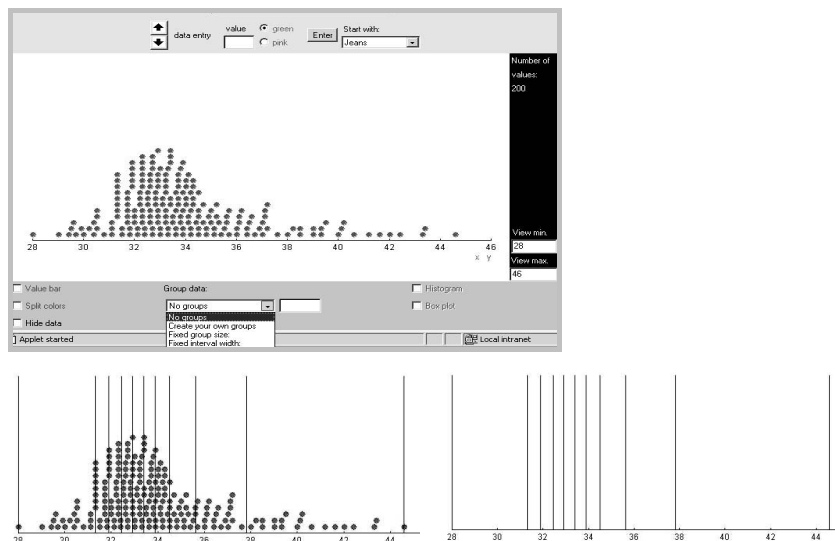 data entry
value
green
pink
Enter
Start with:
Jeans
Number of
values:
200
28 30 32 34 36 38 40 42 44 46
x y
View min.
28
View max.
46
Value bar
Split colors
Hide data
Group data:
No groups
No groups
Create your own groups
Fixed group size:
Fixed interval width:
Histogram
Box plot
Applet started
Local intranet
28 30 32 34 36 38 40 42 44
28 30 32 34 36 38 40 42 44